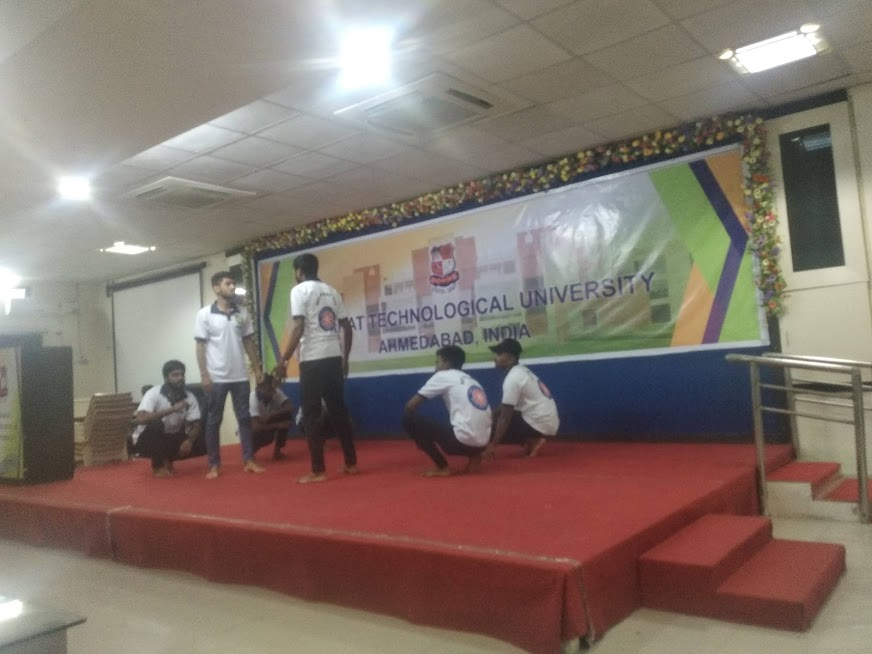 AT TECHNOLOGICAL UNIVERSITY
AHMEDABAD, INDIA